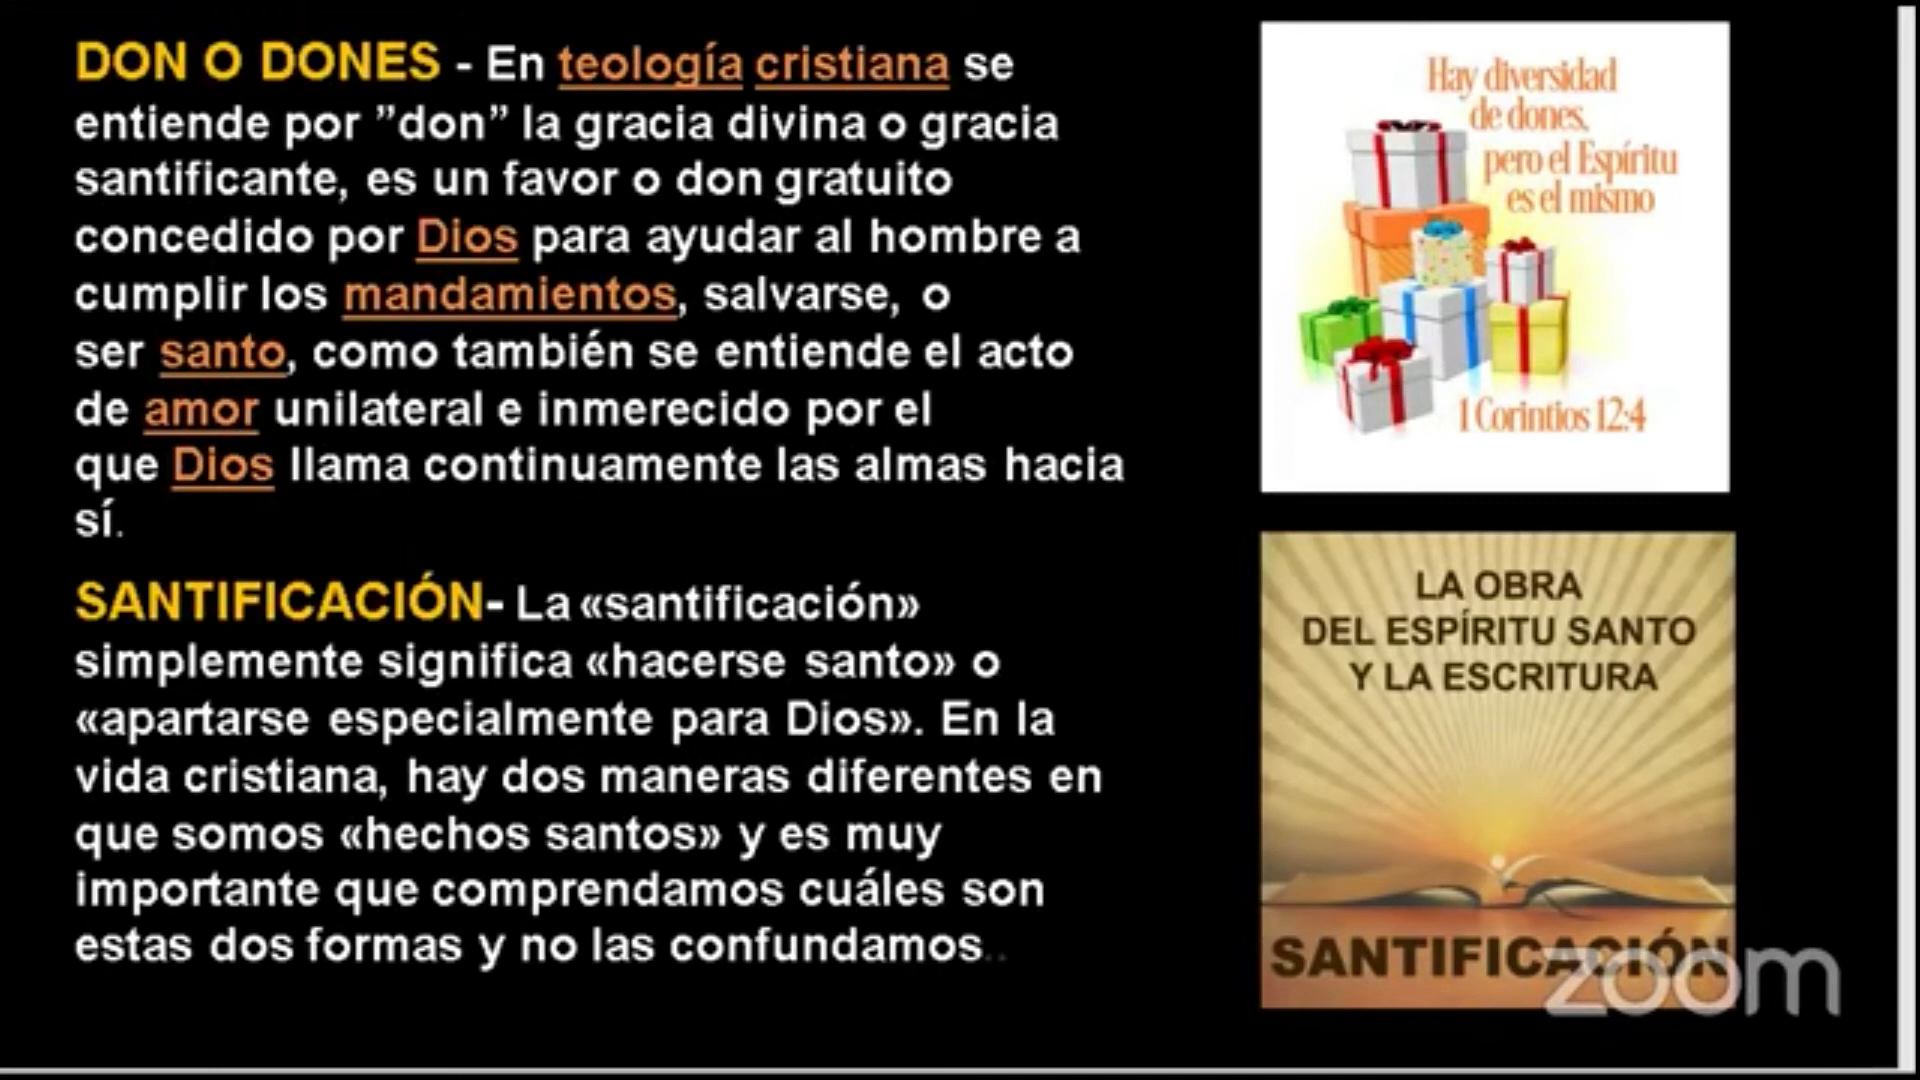 DON O DONES - En teología cristiana se
entiende por ”don” la gracia divina o gracia
santificante, es un favor o don gratuito
concedido por Dios para ayudar al hombre a
cumplir los mandamientos, salvarse, o
ser santo, como también se entiende el acto
de amor unilateral e inmerecido por el
que Dios llama continuamente las almas hacia
sí.
SANTIFICACIÓN- La «santificación»
simplemente significa «hacerse santo» o
«apartarse especialmente para Dios». En la
vida cristiana, hay dos maneras diferentes en
que somos «hechos santos» y es muy
importante que comprendamos cuáles son
estas dos formas y no las confundamos..
Hay diversidad
de dones,
pero el Espíritu
es el mismo
1 Corintios 12:4
LA OBRA
DEL ESPÍRITU SANTO
Y LA ESCRITURA
SANTIFICACIÓN
zoom